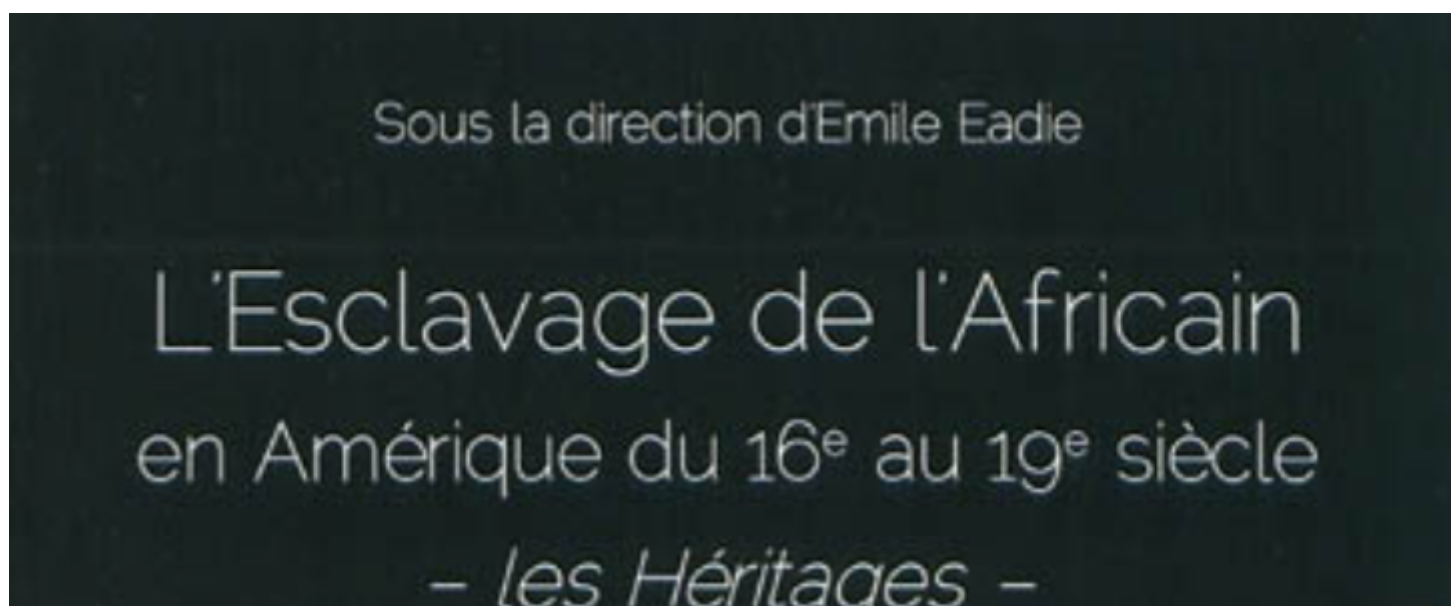 Sous la direction d'Emile Eadie
L'Esclavage de l'Africain
en Amérique du 16e au 19e siècle
– les Héritages –